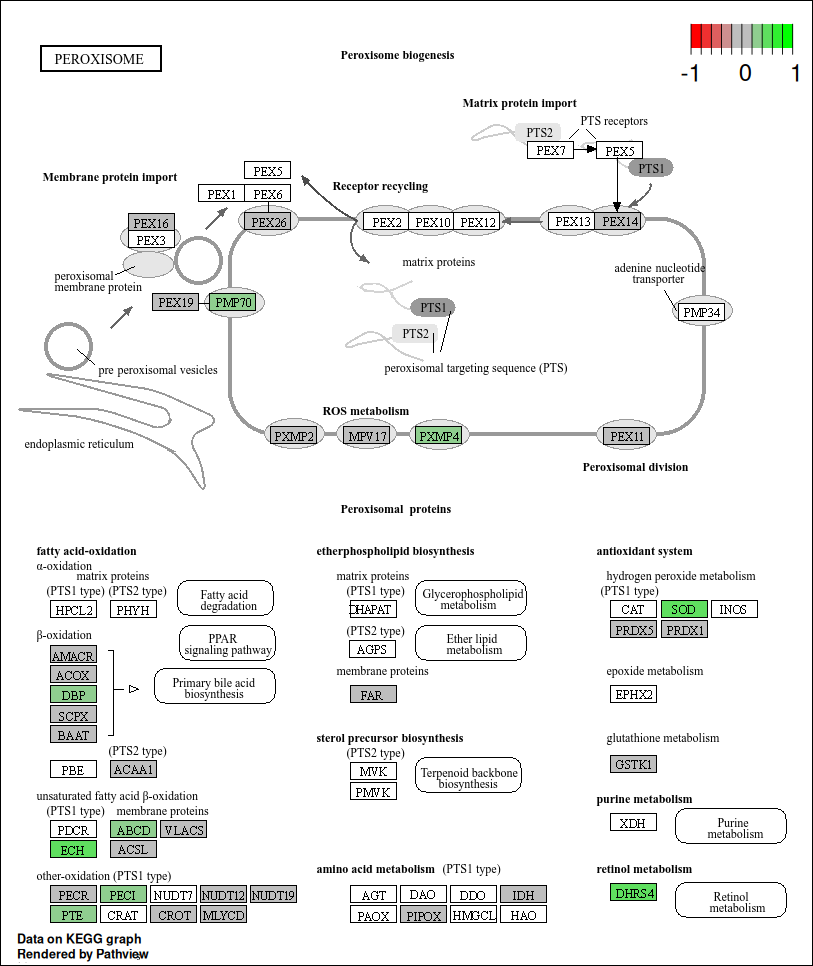 PEROXISOME
Peroxisome biogenesis
-1 0 1
Matrix protein import
PTS2
PTS receptors
PEX7
PEX5
PTS1
Membrane protein import
PEX5
PEX1
PEX6
Receptor recycling
PEX16
PEX3
PEX26
PEX2
PEX10
PEX12
PEX13
PEX14
peroxisomal
membrane protein
matrix proteins
adenine nucleotide
transporter
PEX19
PMP70
PTS1
PMP34
PTS2
pre peroxisomal vesicles
peroxisomal targeting sequence (PTS)
ROS metabolism
endoplasmic reticulum
PXMP2
MPV17
PXMP4
PEX11
Peroxisomal division
Peroxisomal proteins
fatty acid-oxidation
α-oxidation
matrix proteins
(PTS1 type) (PTS2 type)
HPCL2
PHYH
Fatty acid
degradation
β-oxidation
PPAR
signaling pathway
AMACR
ACOX
DBP
SCPX
BAAT
Primary bile acid
biosynthesis
(PTS2 type)
PBE
ACAA1
unsaturated fatty acid β-oxidation
(PTS1 type) membrane proteins
PDCR
ABCD
VLACS
ECH
ACSL
other-oxidation (PTS1 type)
PECR
PECI
NUDT7
NUDT12
NUDT19
PTE
CRAT
CROT
MLYCD
etherphospholipid biosynthesis
matrix proteins
(PTS1 type)
DHAPAT
Glycerophospholipid
metabolism
(PTS2 type)
AGPS
Ether lipid
metabolism
membrane proteins
FAR
sterol precursor biosynthesis
(PTS2 type)
MVK
PMVK
Terpenoid backbone
biosynthesis
amino acid metabolism (PTS1 type)
AGT
DAO
DDO
IDH
PAOX
PIPOX
HMGCL
HAO
antioxidant system
hydrogen peroxide metabolism
(PTS1 type)
CAT
SOD
INOS
PRDX5
PRDX1
epoxide metabolism
EPHX2
glutathione metabolism
GSTK1
purine metabolism
XDH
Purine
metabolism
retinol metabolism
DHRS4
Retinol
metabolism
Data on KEGG graph
Rendered by Pathview